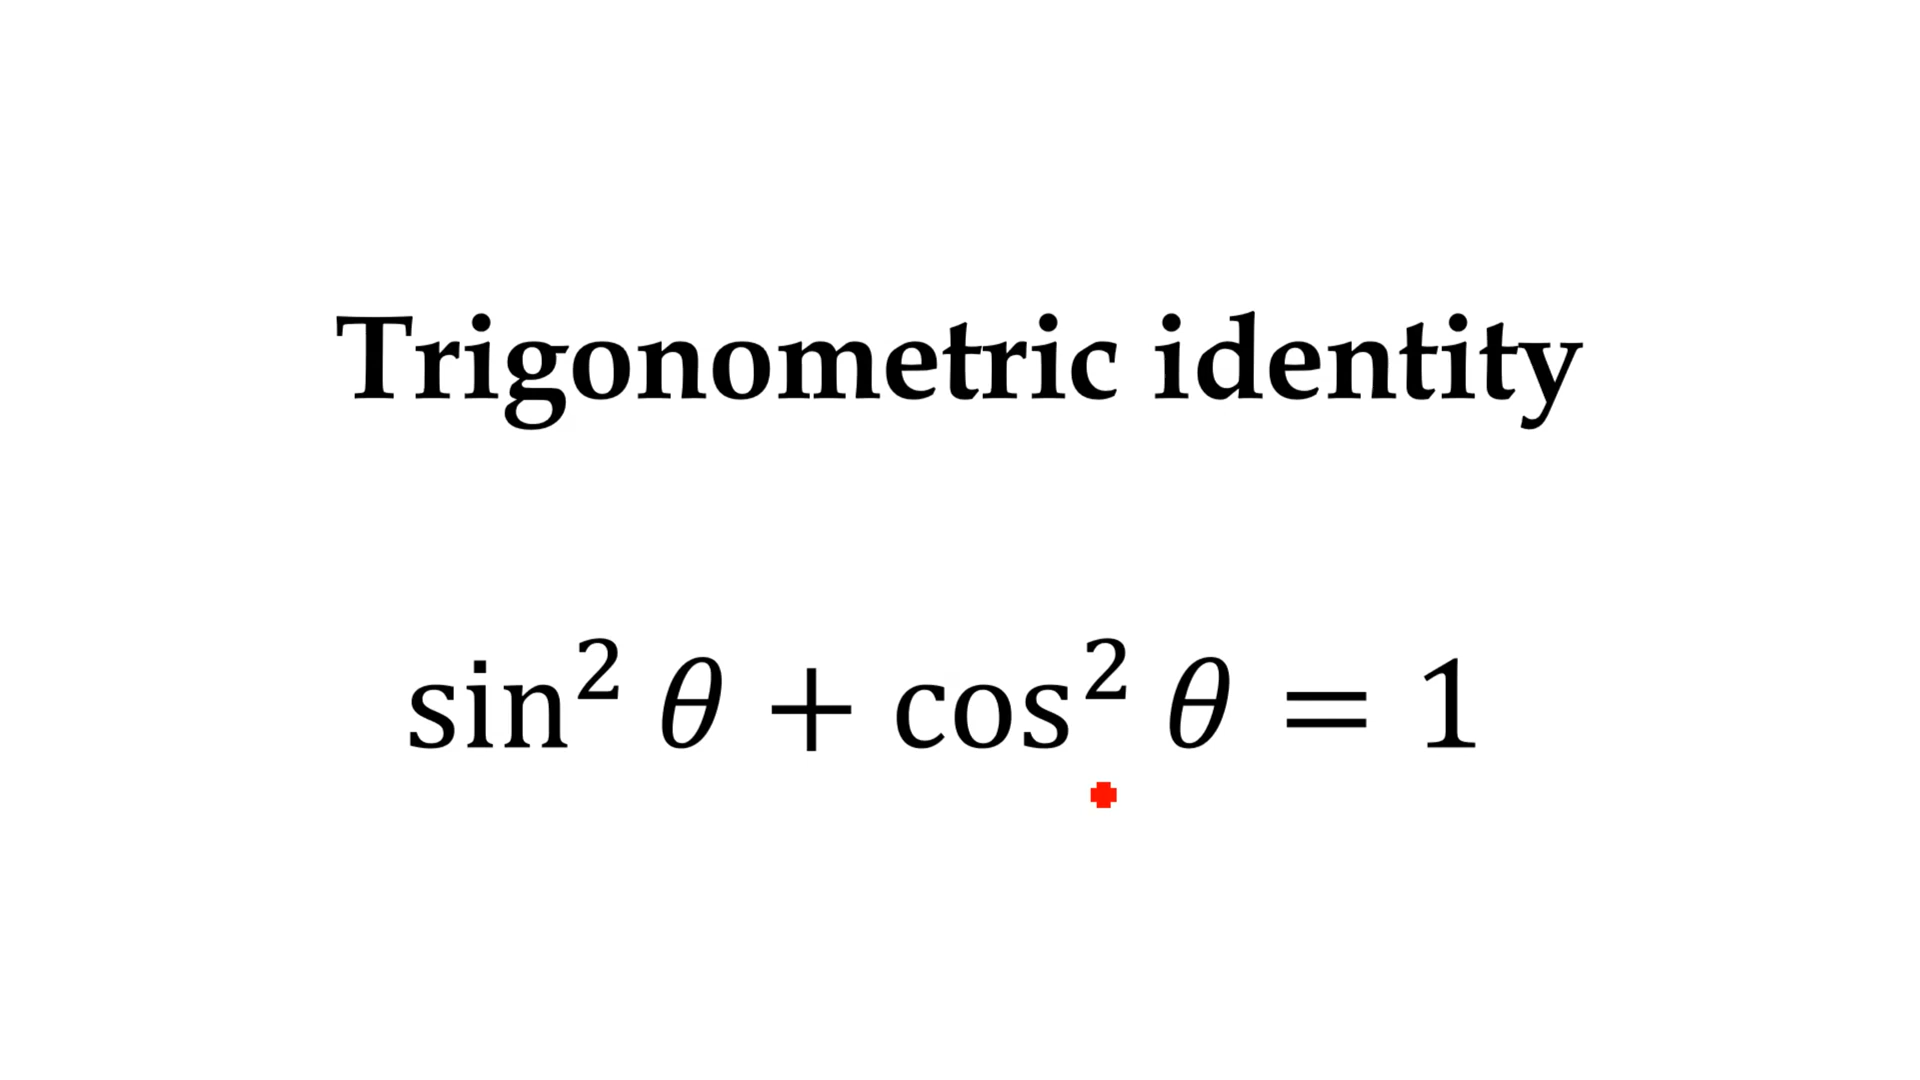 Trigonometric identity
sin² θ + cos² θ = 1